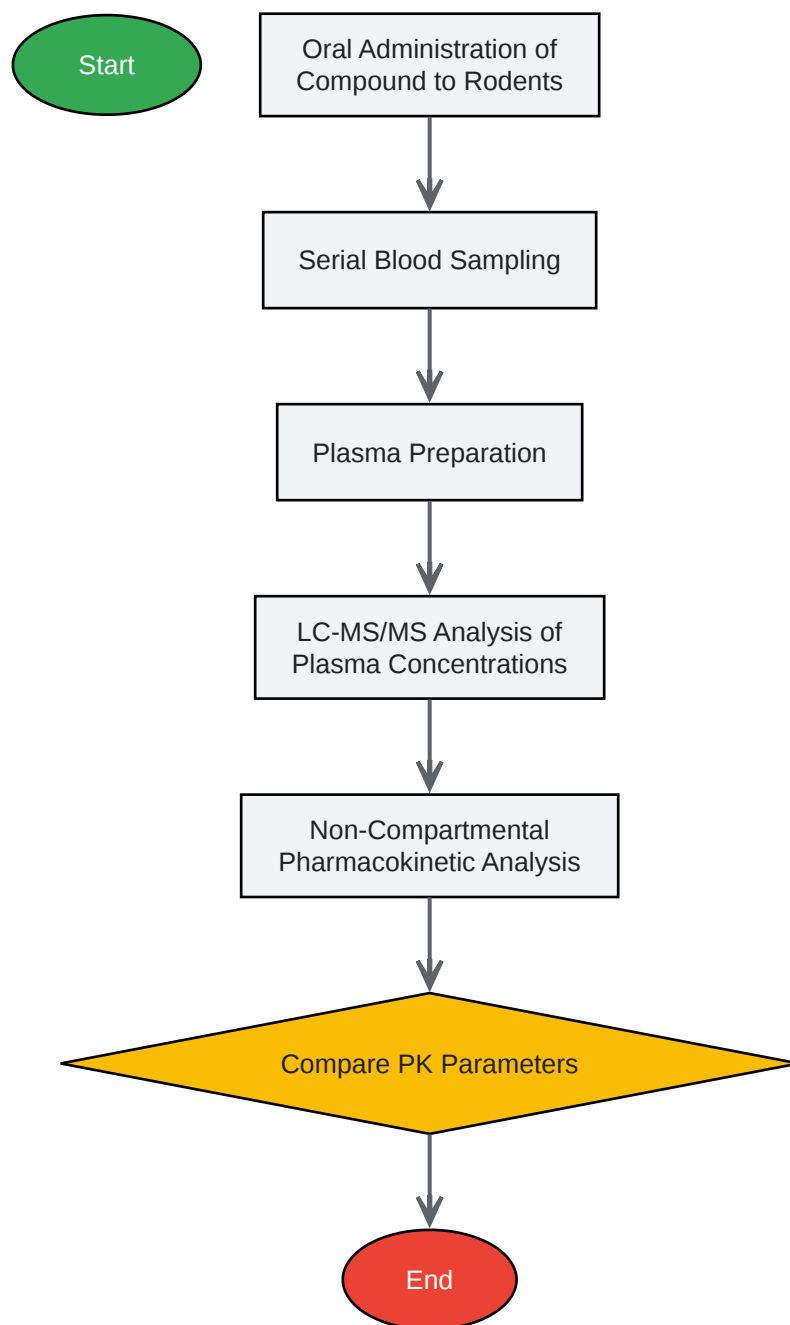 Start
Oral Administration of
Compound to Rodents
Serial Blood Sampling
Plasma Preparation
LC-MS/MS Analysis of
Plasma Concentrations
Non-Compartmental
Pharmacokinetic Analysis
Compare PK Parameters
End